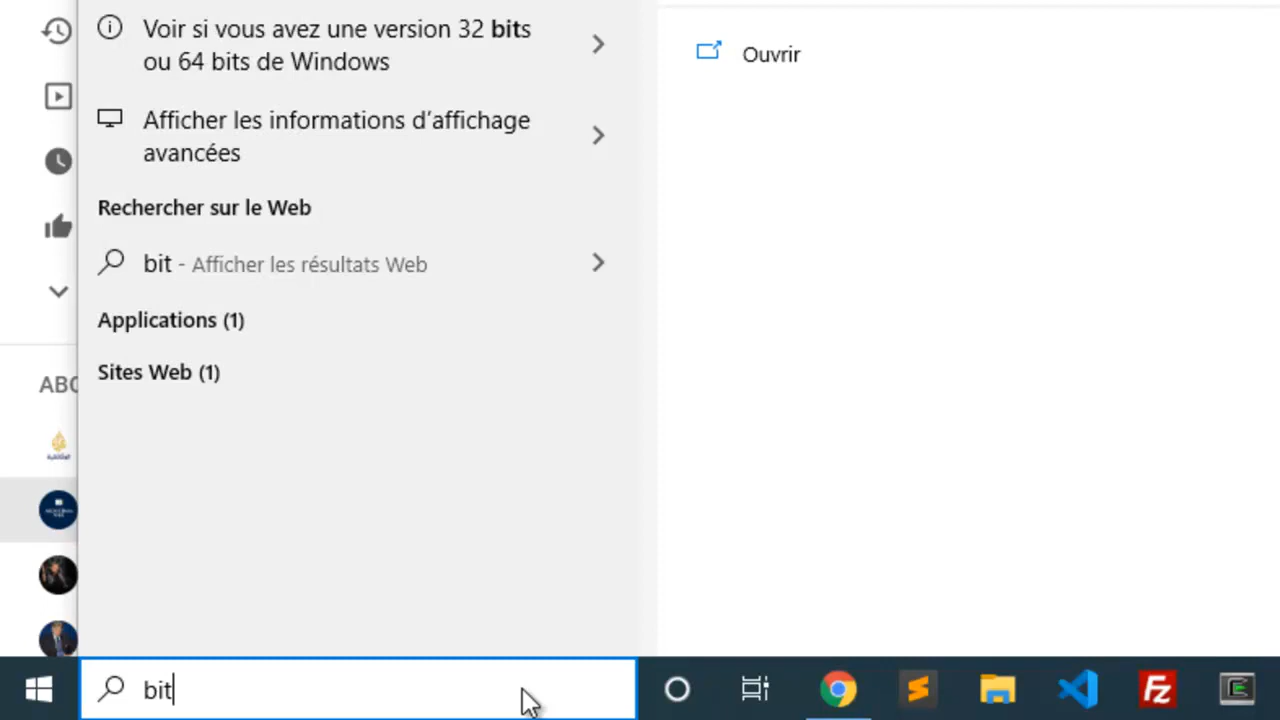 Voir si vous avez une version 32 bits
ou 64 bits de Windows
Afficher les informations d’affichage
avancées
Rechercher sur le Web
bit - Afficher les résultats Web
Applications (1)
Sites Web (1)
Ouvrir
ABO
bit